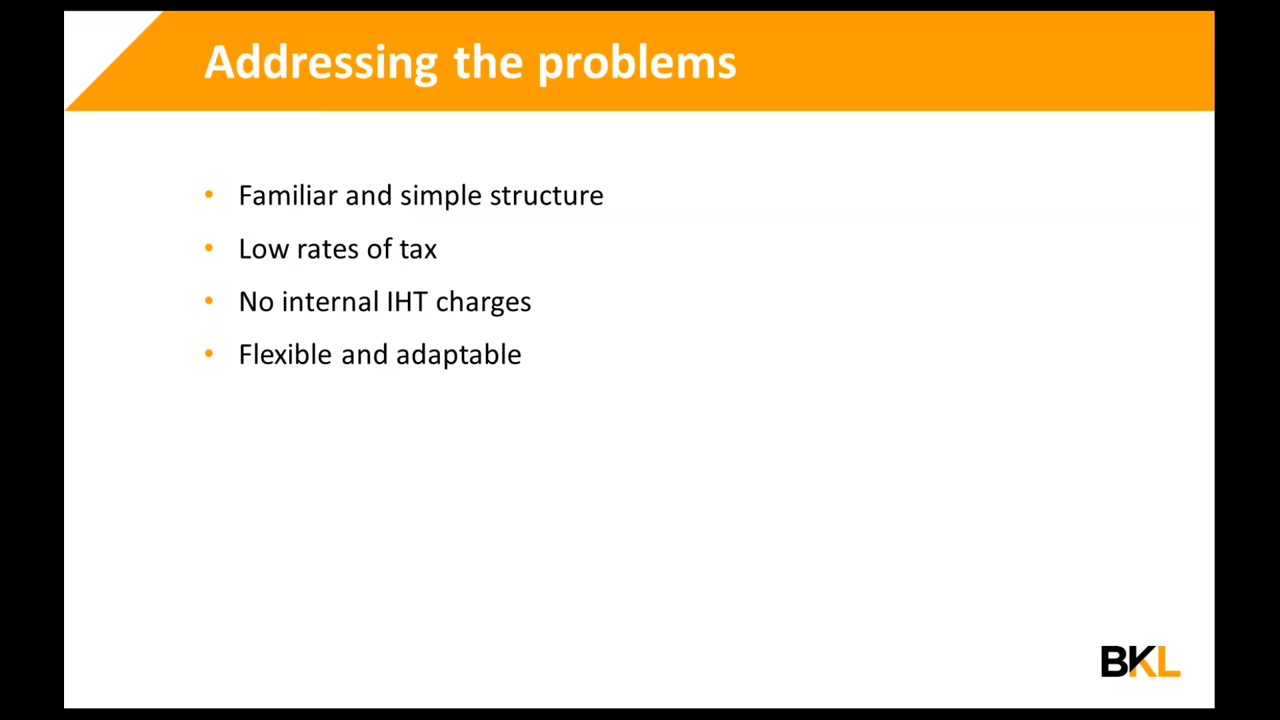 Addressing the problems
• Familiar and simple structure
• Low rates of tax
• No internal IHT charges
• Flexible and adaptable
BKL